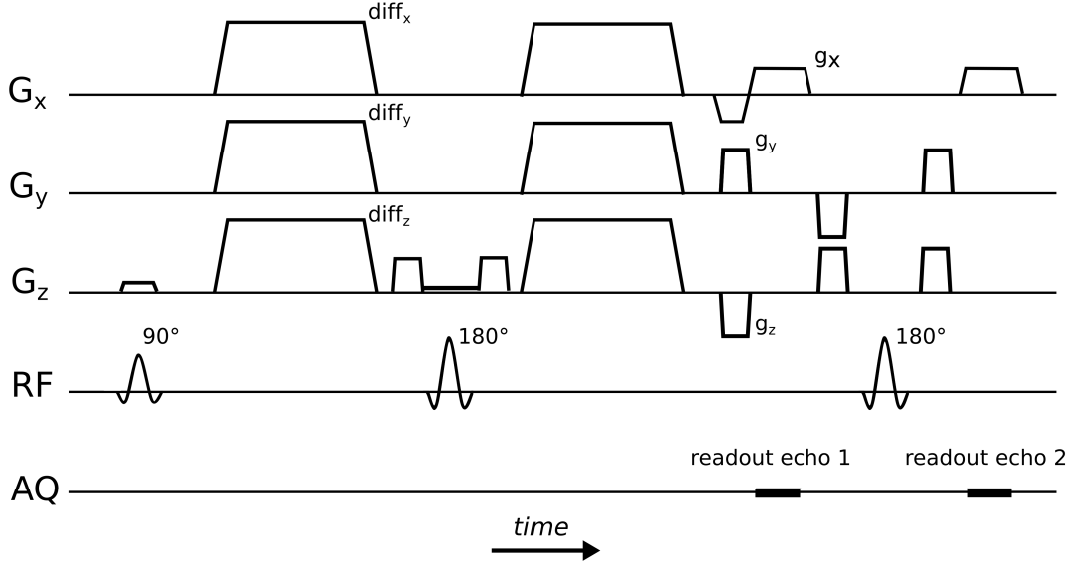 diffx
Gx
gx
diffy
Gy
gy
diffz
Gz
gz
RF
90°
180°
180°
AQ
readout echo 1
readout echo 2
time